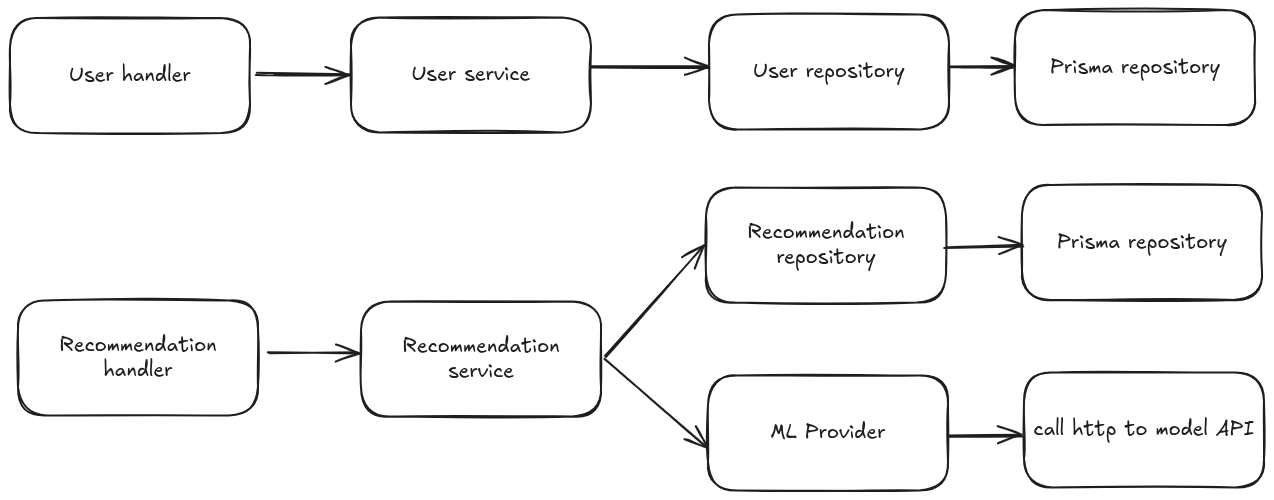 User handler
User service
User repository
Prisma repository
Recommendation
handler
Recommendation
service
Recommendation
repository
Prisma repository
ML Provider
call http to model API